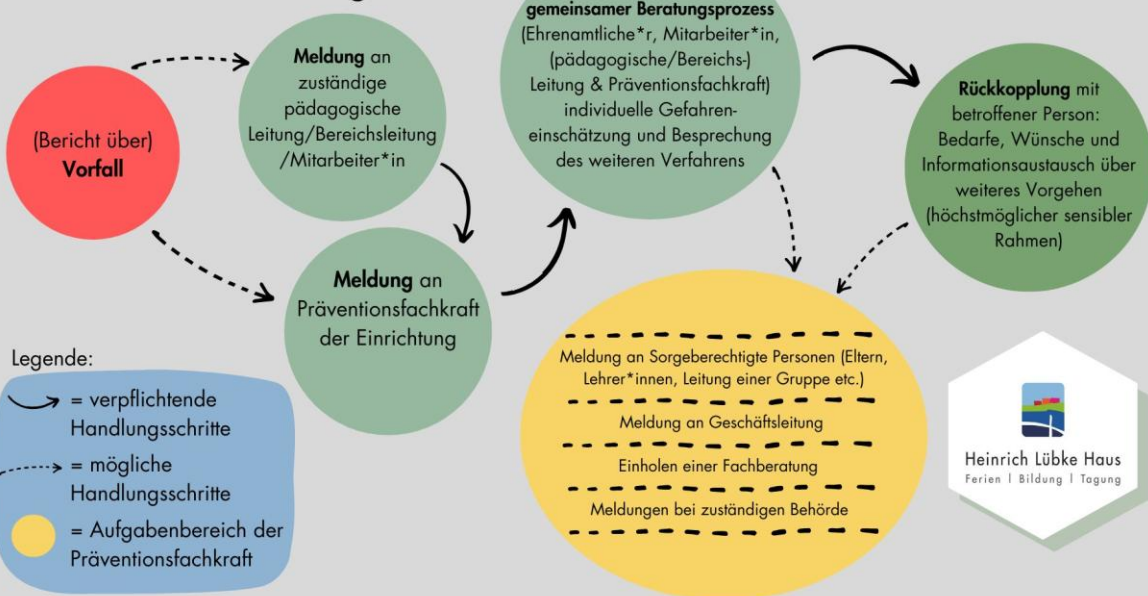 (Bericht über)
Vorfall
Meldung an
zuständige
pädagogische
Leitung/Bereichsleitung
/Mitarbeiter*in
Meldung an
Präventionsfachkraft
der Einrichtung
gemeinsamer Beratungsprozess
(Ehrenamtliche*r, Mitarbeiter*in,
(pädagogische/Bereichs-)
Leitung & Präventionsfachkraft)
individuelle Gefahren-
einschätzung und Besprechung
des weiteren Verfahrens
Rückkopplung mit
betroffener Person:
Bedarfe, Wünsche und
Informationsaustausch über
weiteres Vorgehen
(höchstmöglicher sensibler
Rahmen)
Meldung an Sorgeberechtigte Personen (Eltern,
Lehrer*innen, Leitung einer Gruppe etc.)
Meldung an Geschäftsleitung
Einholen einer Fachberatung
Meldungen bei zuständigen Behörde
Legende:
= verpflichtende
Handlungsschritte
= mögliche
Handlungsschritte
= Aufgabenbereich der
Präventionsfachkraft
Heinrich Lübke Haus
Ferien | Bildung | Tagung